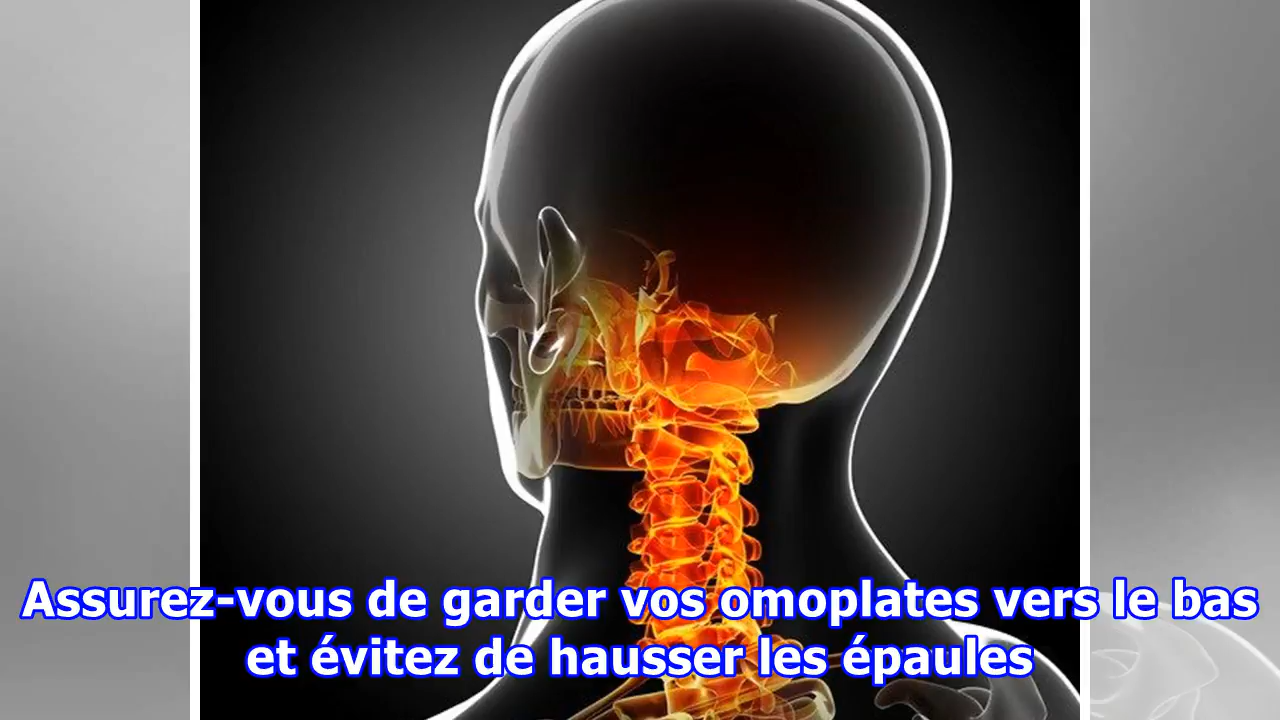 Assurez-vous de garder vos omoplates vers le bas
et évitez de hausser les épaules